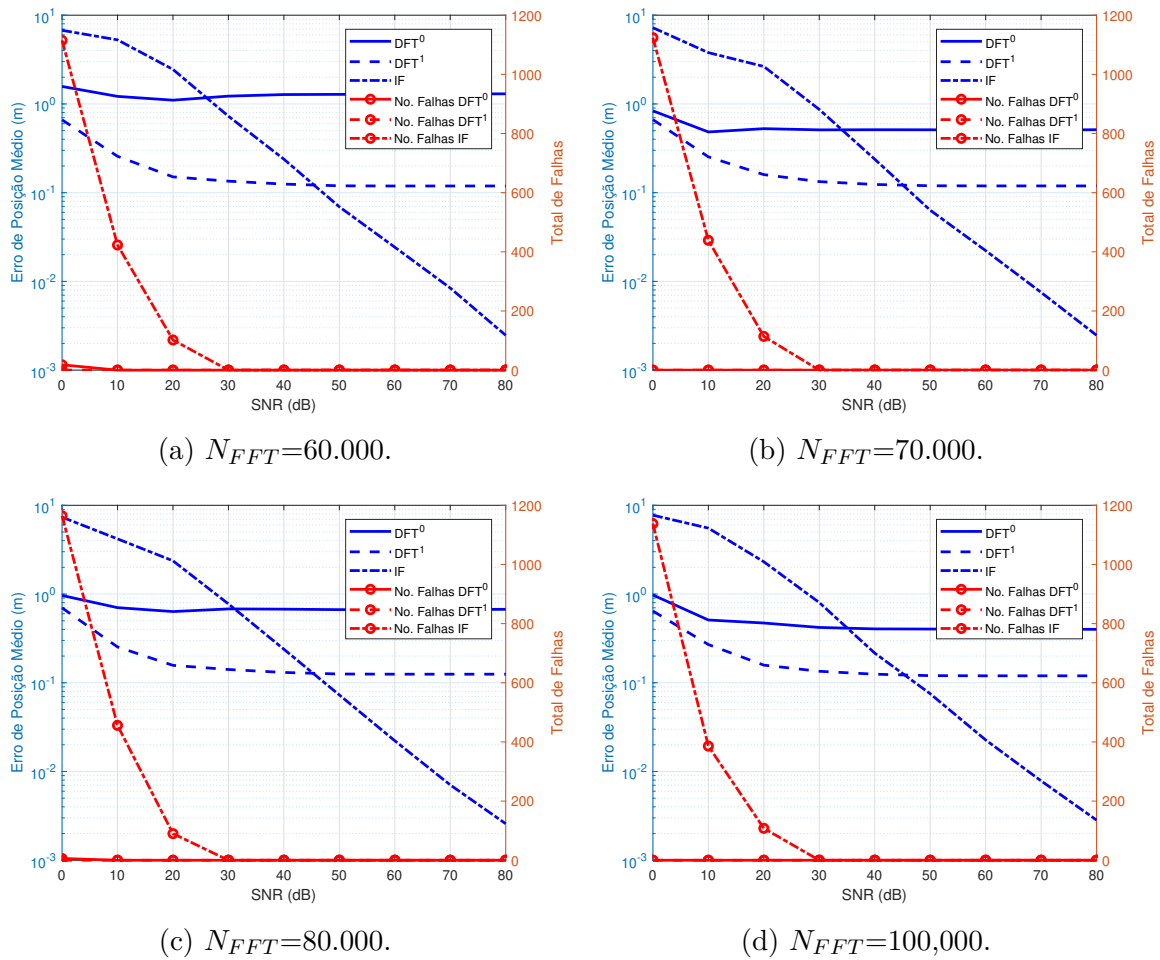 10^1
10^0
10^-1
10^-2
10^-3
Erro de Posição Médio (m)
1200
1000
800
600
400
200
0
Total de Falhas
DFT^0
DFT^1
IF
No. Falhas DFT^0
No. Falhas DFT^1
No. Falhas IF
0 10 20 30 40 50 60 70 80
SNR (dB)
(a) N_FFT=60.000.
10^1
10^0
10^-1
10^-2
10^-3
Erro de Posição Médio (m)
1200
1000
800
600
400
200
0
Total de Falhas
DFT^0
DFT^1
IF
No. Falhas DFT^0
No. Falhas DFT^1
No. Falhas IF
0 10 20 30 40 50 60 70 80
SNR (dB)
(b) N_FFT=70.000.
10^1
10^0
10^-1
10^-2
10^-3
Erro de Posição Médio (m)
1200
1000
800
600
400
200
0
Total de Falhas
DFT^0
DFT^1
IF
No. Falhas DFT^0
No. Falhas DFT^1
No. Falhas IF
0 10 20 30 40 50 60 70 80
SNR (dB)
(c) N_FFT=80.000.
10^1
10^0
10^-1
10^-2
10^-3
Erro de Posição Médio (m)
1200
1000
800
600
400
200
0
Total de Falhas
DFT^0
DFT^1
IF
No. Falhas DFT^0
No. Falhas DFT^1
No. Falhas IF
0 10 20 30 40 50 60 70 80
SNR (dB)
(d) N_FFT=100,000.